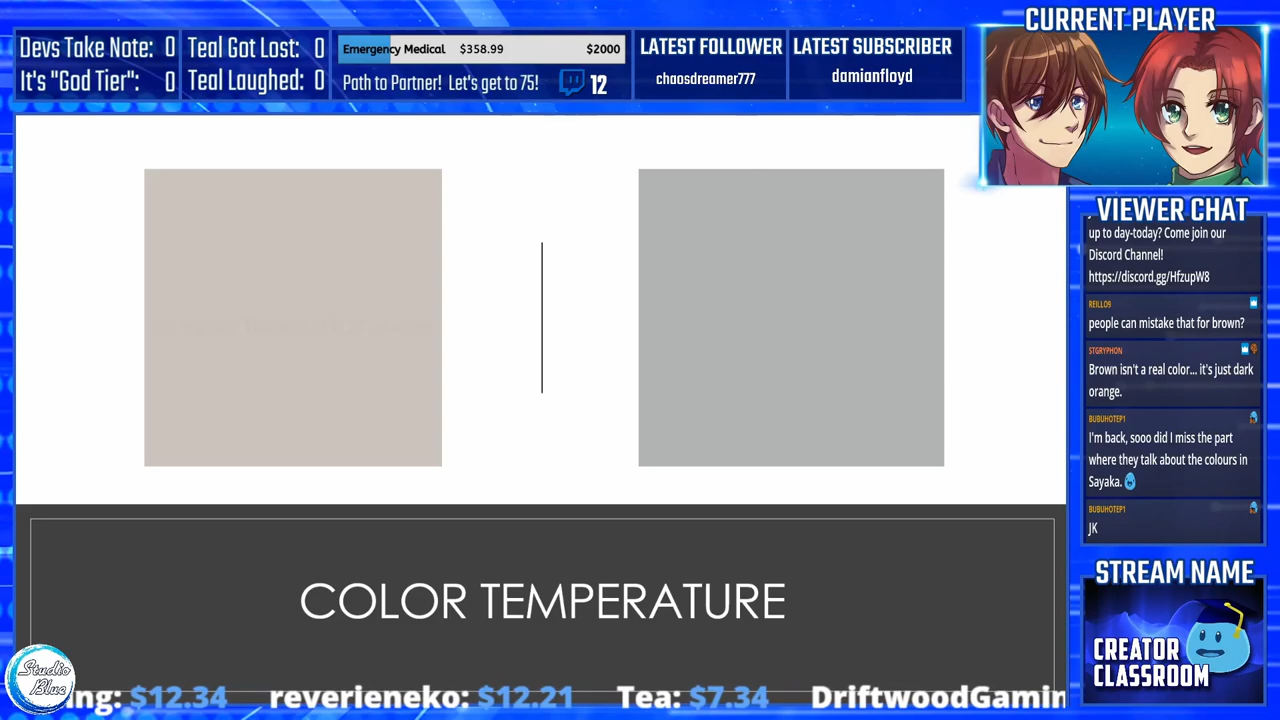 Devs Take Note: 0
It's "God Tier": 0
Teal Got Lost: 0
Teal Laughed: 0
Emergency Medical $358.99 $2000
Path to Partner! Let's get to 75! 12
LATEST FOLLOWER
chaosdreamer777
LATEST SUBSCRIBER
damianfloyd
CURRENT PLAYER
VIEWER CHAT
up to day-today? Come join our
Discord Channel!
https://discord.gg/HfzupW8
REILLO9
people can mistake that for brown?
STGRYPHON
Brown isn't a real color... it's just dark
orange.
BUBUHOTEP1
I'm back, sooo did I miss the part
where they talk about the colours in
Sayaka.
BUBUHOTEP1
JK
COLOR TEMPERATURE
STREAM NAME
CREATOR
CLASSROOM
Studio
Blue
ing: $12.34 reverieneko: $12.21 Tea: $7.34 DriftwoodGamin